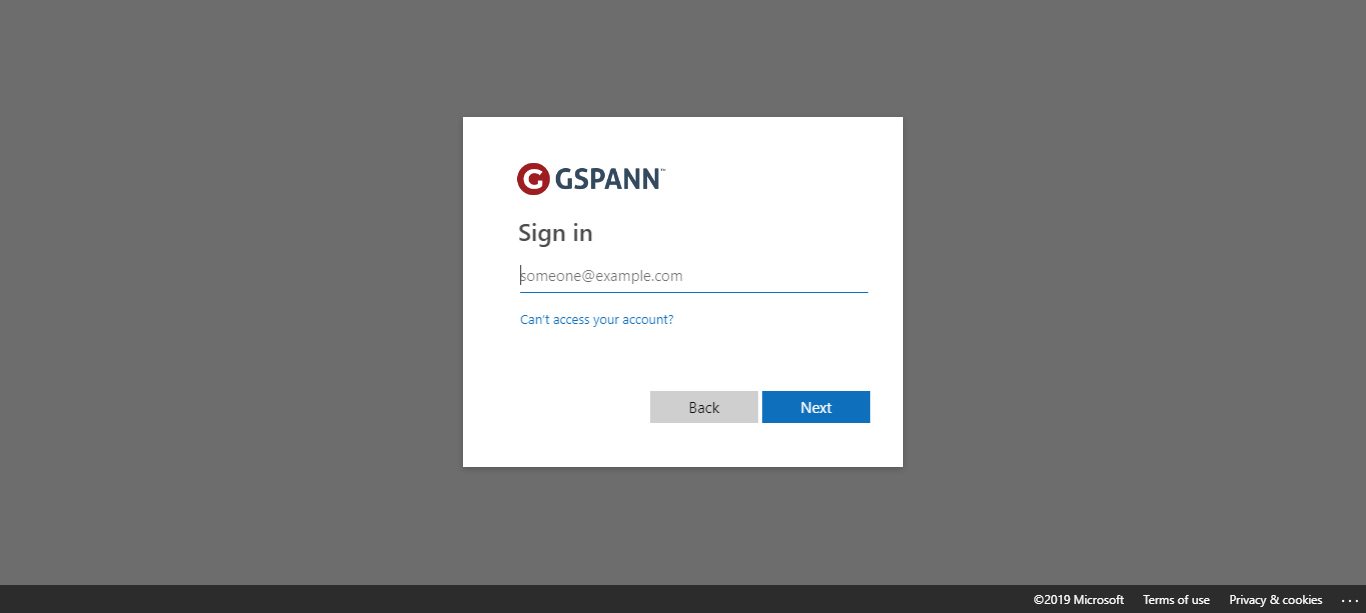 GSPANN™
Sign in
someone@example.com
Can't access your account?
Back Next
©2019 Microsoft Terms of use Privacy & cookies ...